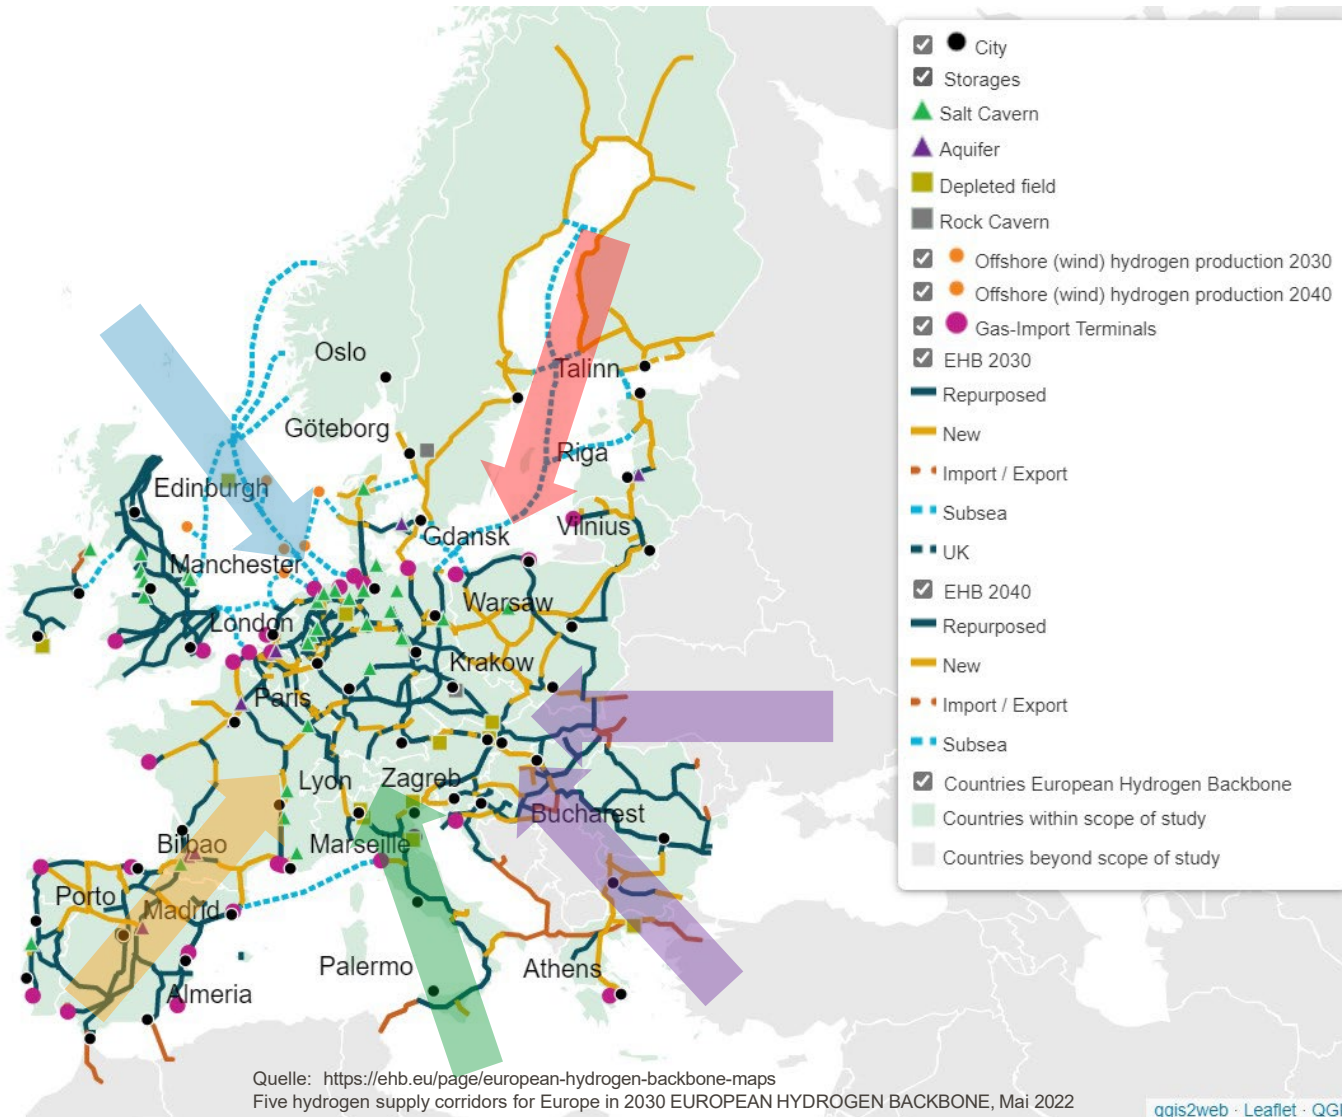 Oslo
Talinn
Göteborg
Riga
Edinburgh
Gdansk
Vilnius
Manchester
Warsaw
London
Krakow
Paris
Lyon
Zagreb
Bucharest
Bilbao
Marseille
Porto
Madrid
Palermo
Athens
Almeria
City
Storages
Salt Cavern
Aquifer
Depleted field
Rock Cavern
Offshore (wind) hydrogen production 2030
Offshore (wind) hydrogen production 2040
Gas-Import Terminals
EHB 2030
Repurposed
New
Import / Export
Subsea
UK
EHB 2040
Repurposed
New
Import / Export
Subsea
Countries European Hydrogen Backbone
Countries within scope of study
Countries beyond scope of study
Quelle: https://ehb.eu/page/european-hydrogen-backbone-maps
Five hydrogen supply corridors for Europe in 2030 EUROPEAN HYDROGEN BACKBONE, Mai 2022
qgis2web · Leaflet · QGI